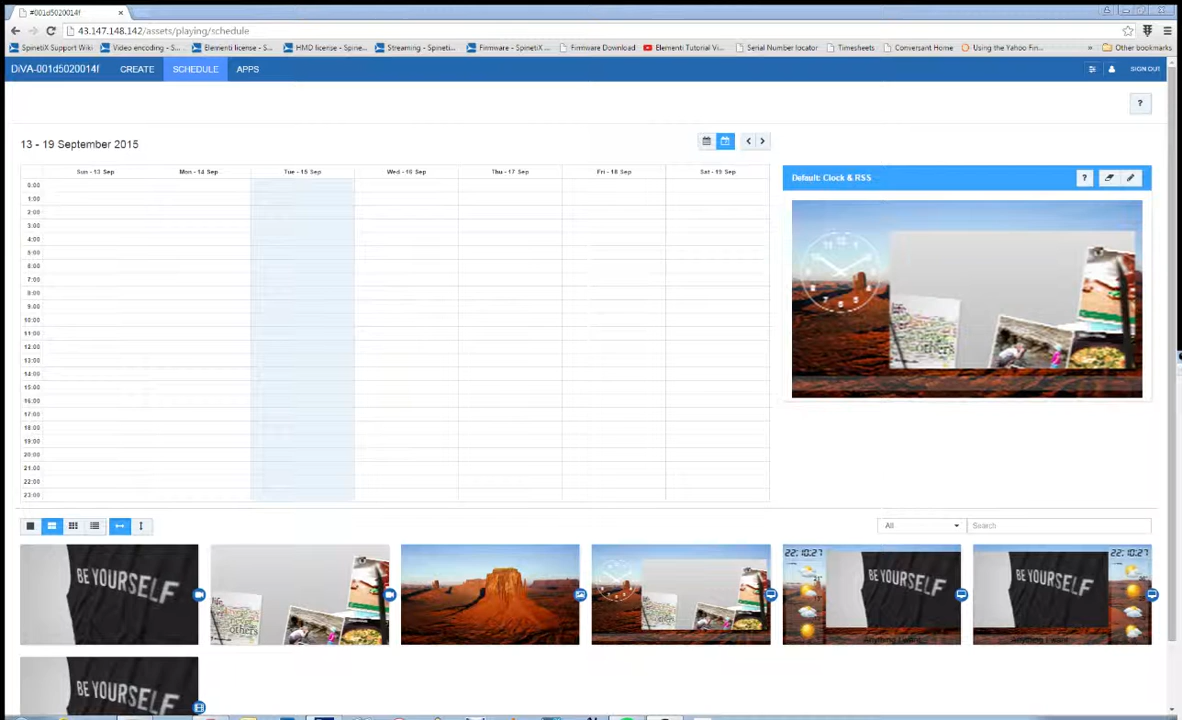 #001d5020014f
43.147.148.142/assets/playing/schedule
SpinetiX Support Wiki
Video encoding - S...
Elementi license - S...
HMD license - Spine...
Streaming - Spineti...
Firmware - SpinetiX ...
Firmware Download
Elementi Tutorial Vi...
Serial Number locator
Timesheets
Conversant Home
Using the Yahoo Fin...
»
Other bookmarks
DiVA-001d5020014f CREATE SCHEDULE APPS SIGN OUT
?
13 - 19 September 2015
Sun - 13 Sep Mon - 14 Sep Tue - 15 Sep Wed - 16 Sep Thu - 17 Sep Fri - 18 Sep Sat - 19 Sep
Default: Clock & RSS ?
0:00
1:00
2:00
3:00
4:00
5:00
6:00
7:00
8:00
9:00
10:00
11:00
12:00
13:00
14:00
15:00
16:00
17:00
18:00
19:00
20:00
21:00
22:00
23:00
others
All Search
BE YOURSELF
others
22:10:27
BE YOURSELF
Anything I want
22:10:27
BE YOURSELF
Anything I want
BE YOURSELF